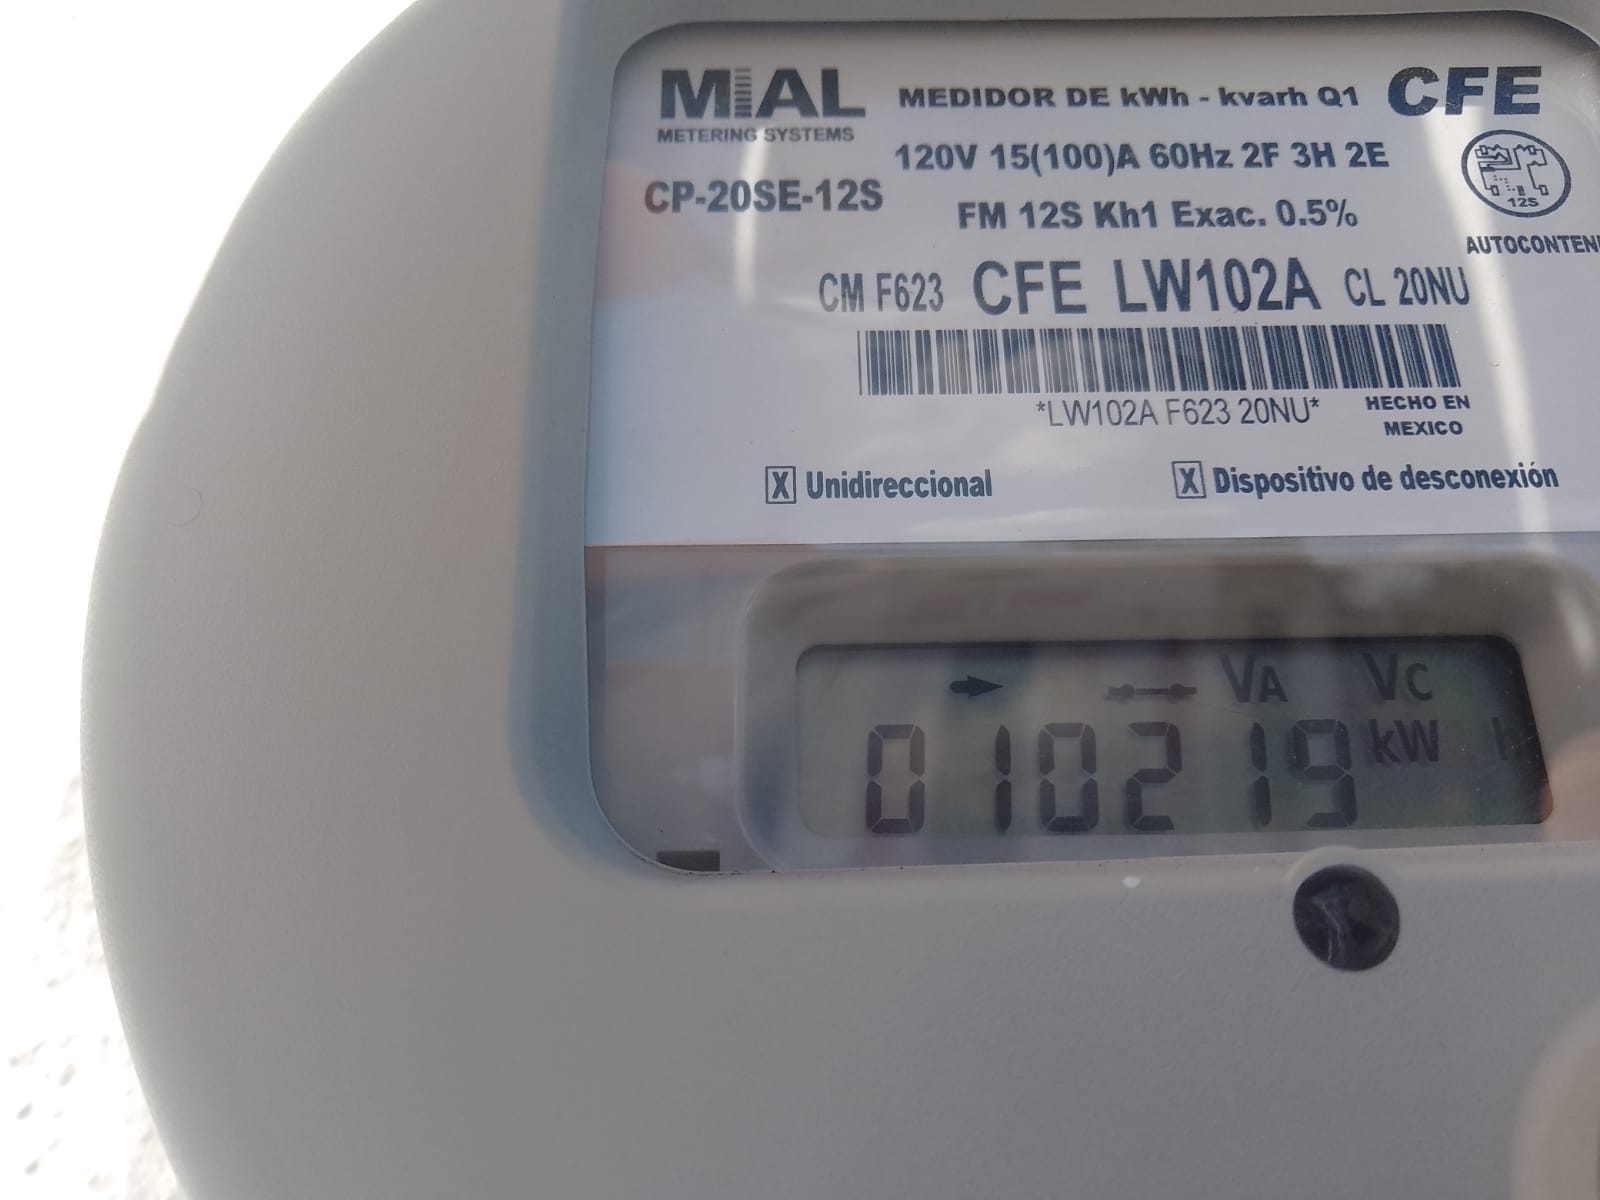 MIAL
METERING SYSTEMS
MEDIDOR DE kWh - kvarh Q1
CFE
120V 15(100)A 60Hz 2F 3H 2E
CP-20SE-12S
FM 12S Kh1 Exac. 0.5%
12S
AUTOCONTEN
CM F623 CFE LW102A CL 20NU
*LW102A F623 20NU*
HECHO EN
MEXICO
X Unidireccional
X Dispositivo de desconexión
VA VC
010219 kW h